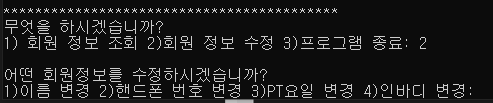 ****************************************
무엇을 하시겠습니까?
1) 회원 정보 조회 2)회원 정보 수정 3)프로그램 종료: 2
어떤 회원정보를 수정하시겠습니까?
1)이름 변경 2)핸드폰 번호 변경 3)PT요일 변경 4)인바디 변경: